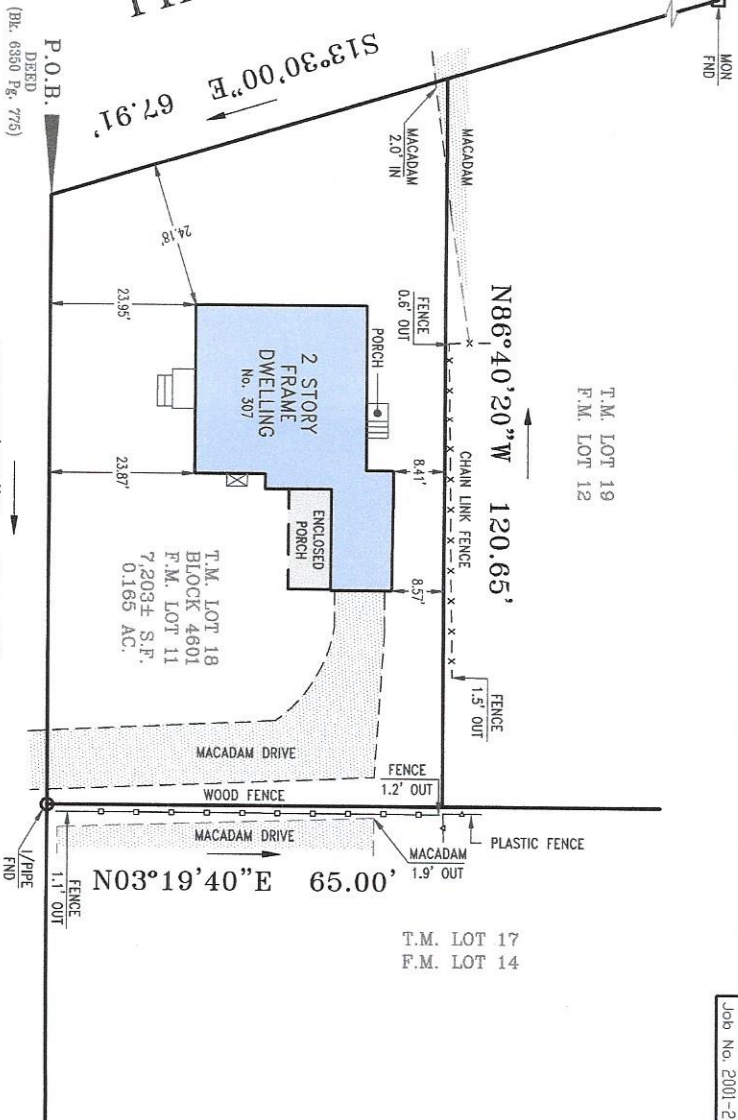 MON
FND
Job No. 2001-2
S13°30'00"E 67.91'
MACADAM
MACADAM
2.0' IN
T.M. LOT 19
F.M. LOT 12
N86°40'20"W 120.65'
FENCE
0.6' OUT
CHAIN LINK FENCE
FENCE
1.5' OUT
P.O.B.
DEED
(Bk. 6350 Pg. 775)
24.18'
23.95'
PORCH
2 STORY
FRAME
DWELLING
No. 307
8.41'
8.57'
23.87'
ENCLOSED
PORCH
T.M. LOT 18
BLOCK 4601
F.M. LOT 11
7,203± S.F.
0.165 AC.
MACADAM DRIVE
FENCE
1.2' OUT
WOOD FENCE
MACADAM DRIVE
PLASTIC FENCE
MACADAM
1.9' OUT
N03°19'40"E 65.00'
FENCE
1.1' OUT
I/PIPE
FND
T.M. LOT 17
F.M. LOT 14